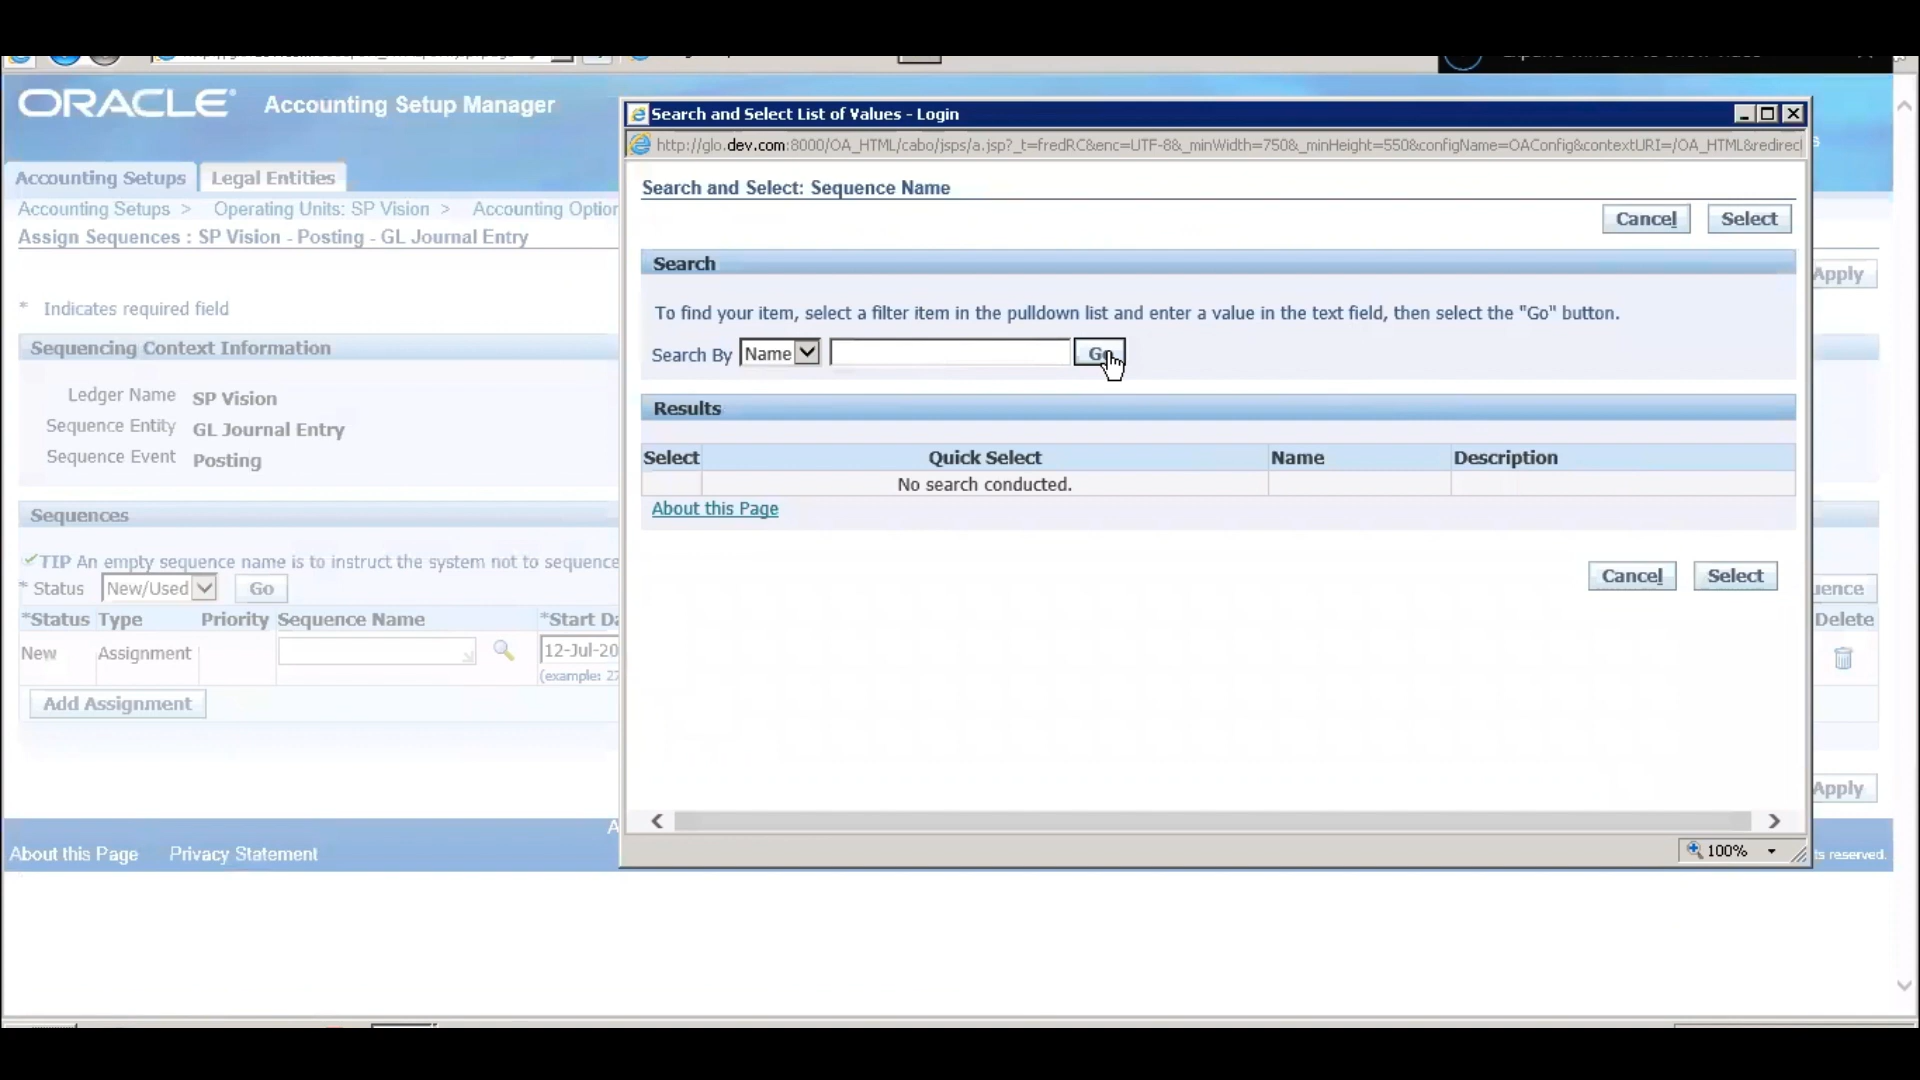 ORACLE® Accounting Setup Manager
Accounting Setups
Legal Entities
Accounting Setups > Operating Units: SP Vision > Accounting Option
Assign Sequences : SP Vision - Posting - GL Journal Entry
Apply
* Indicates required field
Sequencing Context Information
Ledger Name SP Vision
Sequence Entity GL Journal Entry
Sequence Event Posting
Sequences
TIP An empty sequence name is to instruct the system not to sequence
* Status New/Used Go
*Status Type Priority Sequence Name *Start Da Delete
New Assignment 12-Jul-20
(example: 27
Add Assignment
Apply
About this Page Privacy Statement
ts reserved.
Search and Select List of Values - Login
http://glo.dev.com:8000/OA_HTML/cabo/jsps/a.jsp?_t=fredRC&enc=UTF-8&_minWidth=750&_minHeight=550&configName=OAConfig&contextURI=/OA_HTML&redirec
Search and Select: Sequence Name
Cancel Select
Search
To find your item, select a filter item in the pulldown list and enter a value in the text field, then select the "Go" button.
Search By Name Go
Results
Select Quick Select Name Description
No search conducted.
About this Page
Cancel Select
100%